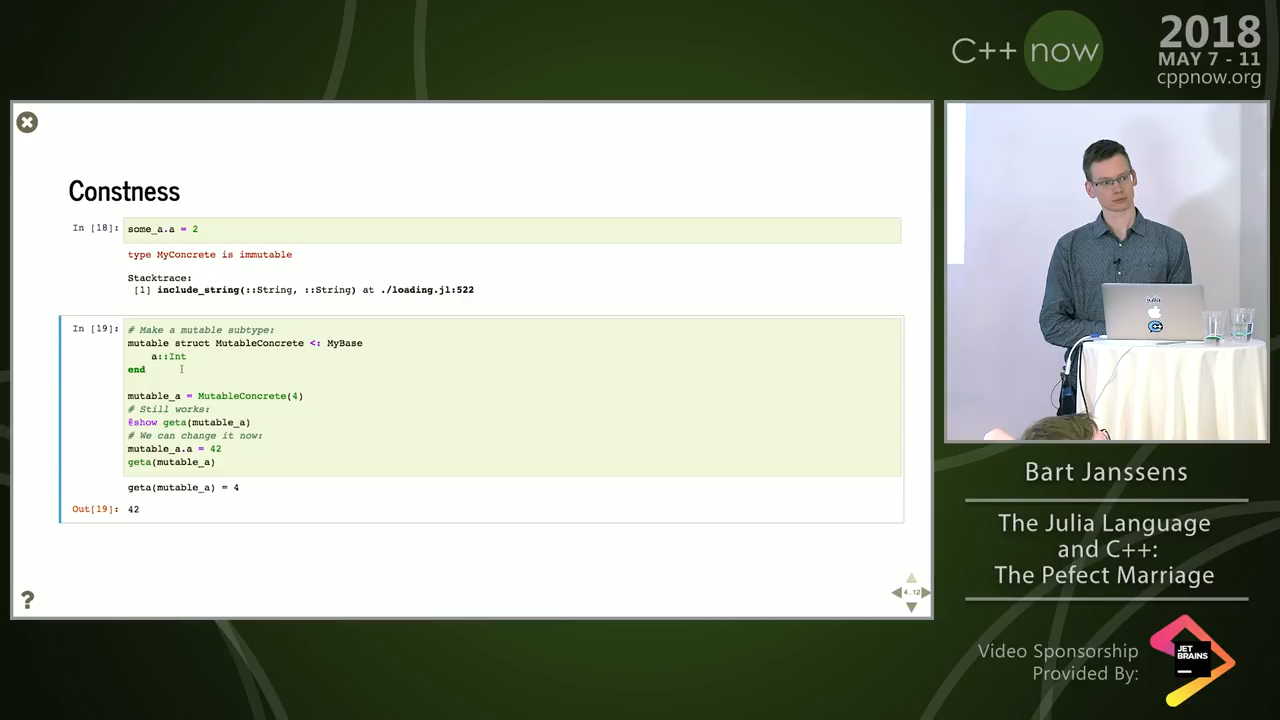 C++ now
2018
MAY 7 - 11
cppnow.org
Constness
In [18]: some_a.a = 2
type MyConcrete is immutable
Stacktrace:
[1] include_string(::String, ::String) at ./loading.jl:522
In [19]: # Make a mutable subtype:
mutable struct MutableConcrete <: MyBase
a::Int
end
mutable_a = MutableConcrete(4)
# Still works:
@show geta(mutable_a)
# We can change it now:
mutable_a.a = 42
geta(mutable_a)
geta(mutable_a) = 4
Out[19]: 42
?
4.12
julia
Bart Janssens
The Julia Language
and C++:
The Pefect Marriage
Video Sponsorship
Provided By:
JET
BRAINS